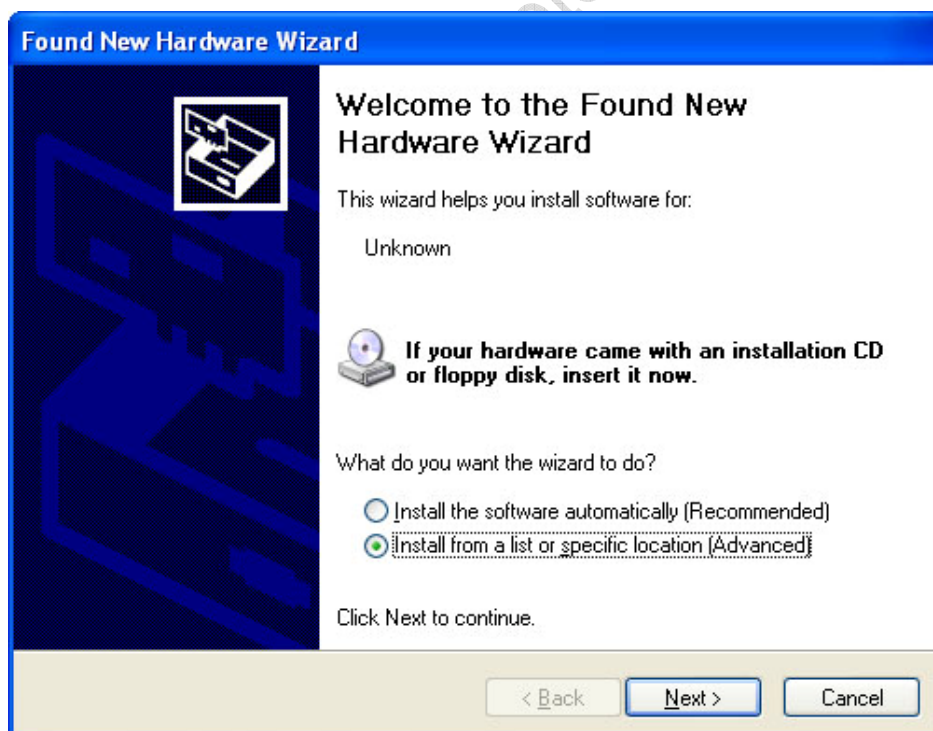 Found New Hardware Wizard
Welcome to the Found New
Hardware Wizard
This wizard helps you install software for:
Unknown
If your hardware came with an installation CD
or floppy disk, insert it now.
What do you want the wizard to do?
Install the software automatically (Recommended)
Install from a list or specific location (Advanced)
Click Next to continue.
< Back
Next >
Cancel